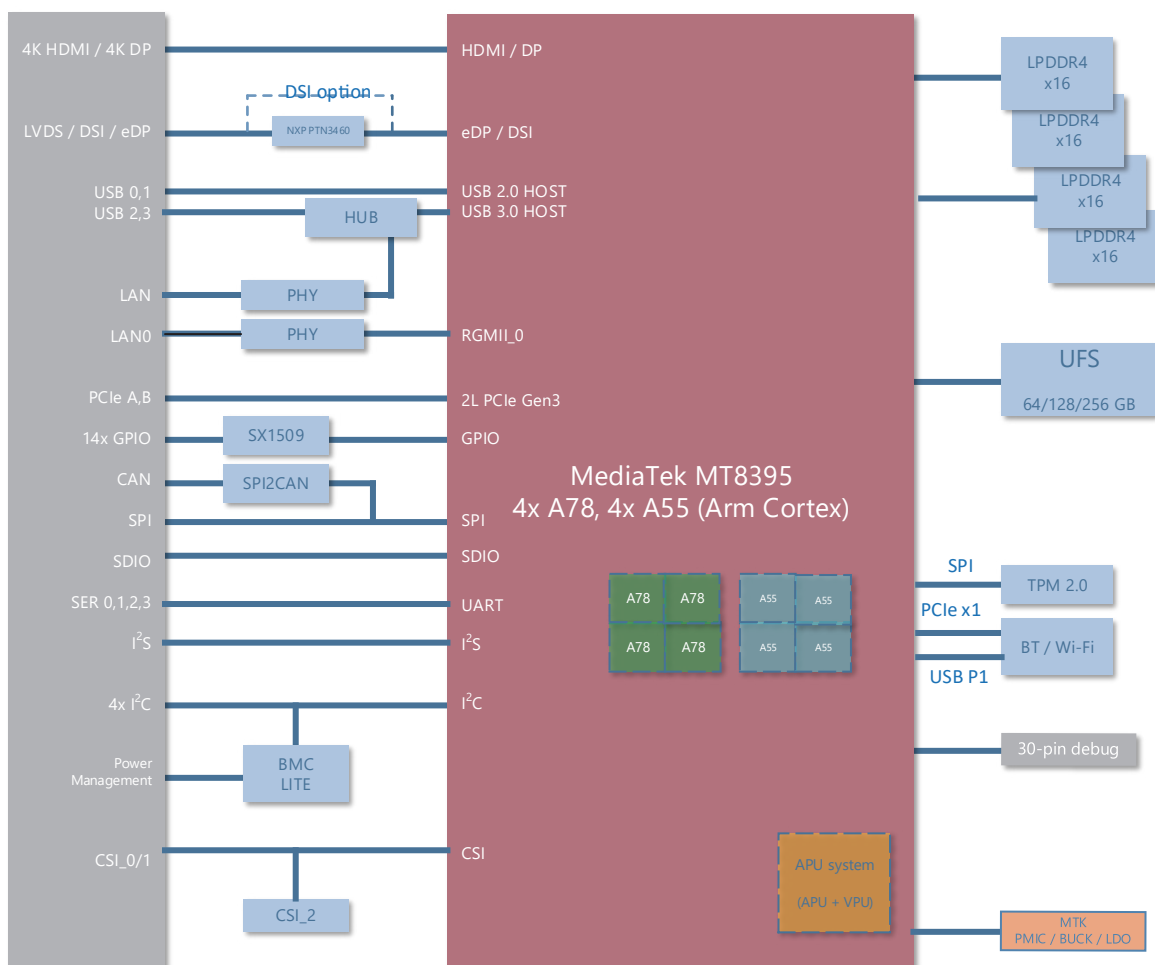 4K HDMI / 4K DP
HDMI / DP
DSI option
LVDS / DSI / eDP
NXP PTN3460
eDP / DSI
USB 0,1
USB 2.0 HOST
USB 2,3
HUB
USB 3.0 HOST
LAN
PHY
LAN0
PHY
RGMII_0
PCIe A,B
2L PCIe Gen3
14x GPIO
SX1509
GPIO
CAN
SPI2CAN
SPI
SPI
SDIO
SDIO
SER 0,1,2,3
UART
I²S
I²S
4x I²C
I²C
Power
Management
BMC
LITE
CSI_0/1
CSI
CSI_2
MediaTek MT8395
4x A78, 4x A55 (Arm Cortex)
A78 A78
A78 A78
A55 A55
A55 A55
APU system
(APU + VPU)
LPDDR4
x16
LPDDR4
x16
LPDDR4
x16
LPDDR4
x16
UFS
64/128/256 GB
SPI
TPM 2.0
PCIe x1
BT / Wi-Fi
USB P1
30-pin debug
MTK
PMIC / BUCK / LDO